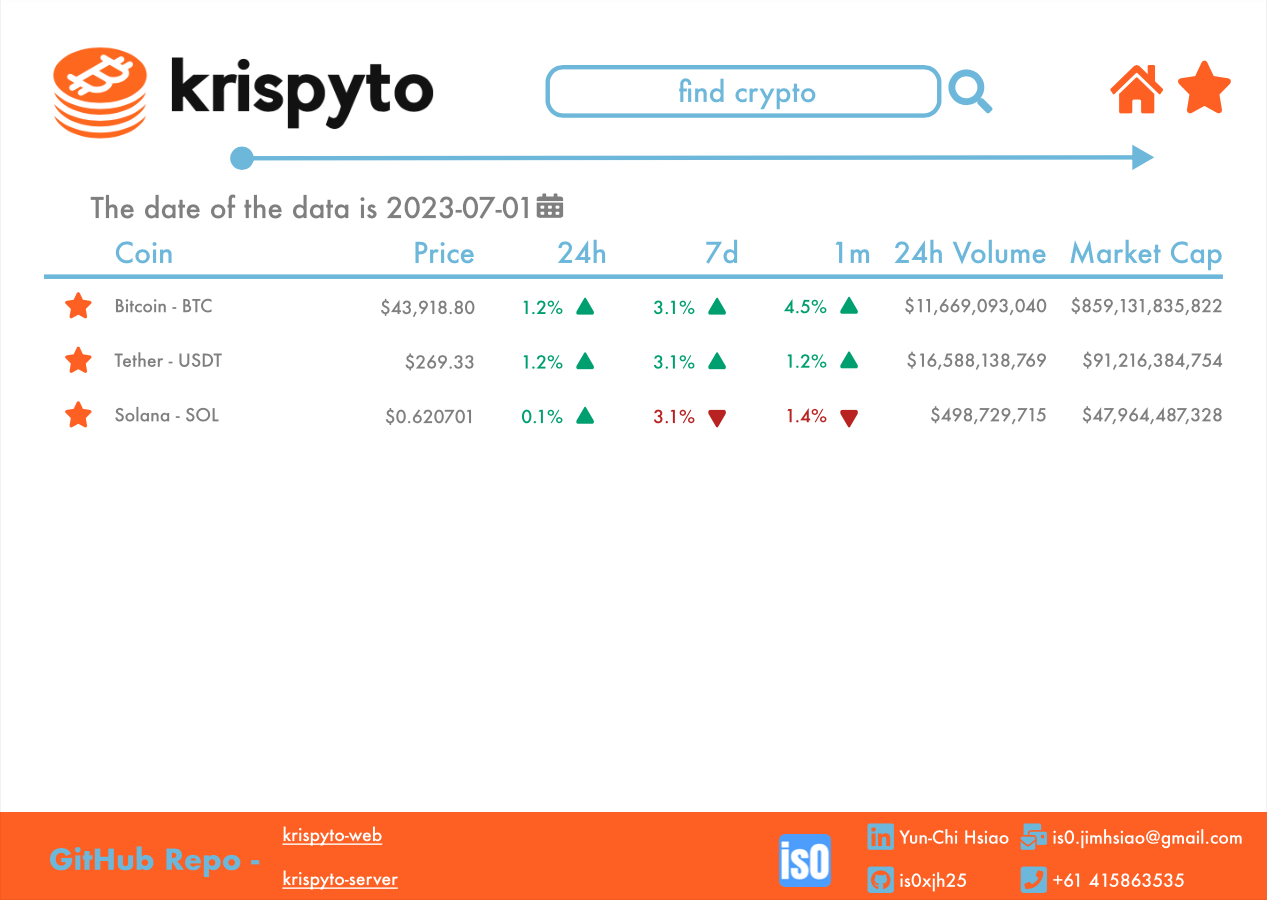 krispyto
find crypto
The date of the data is 2023-07-01
Coin Price 24h 7d 1m 24h Volume Market Cap
Bitcoin - BTC $43,918.80 1.2% 3.1% 4.5% $11,669,093,040 $859,131,835,822
Tether - USDT $269.33 1.2% 3.1% 1.2% $16,588,138,769 $91,216,384,754
Solana - SOL $0.620701 0.1% 3.1% 1.4% $498,729,715 $47,964,487,328
GitHub Repo -
krispyto-web
krispyto-server
is0
in Yun-Chi Hsiao is0.jimhsiao@gmail.com
is0xjh25 +61 415863535